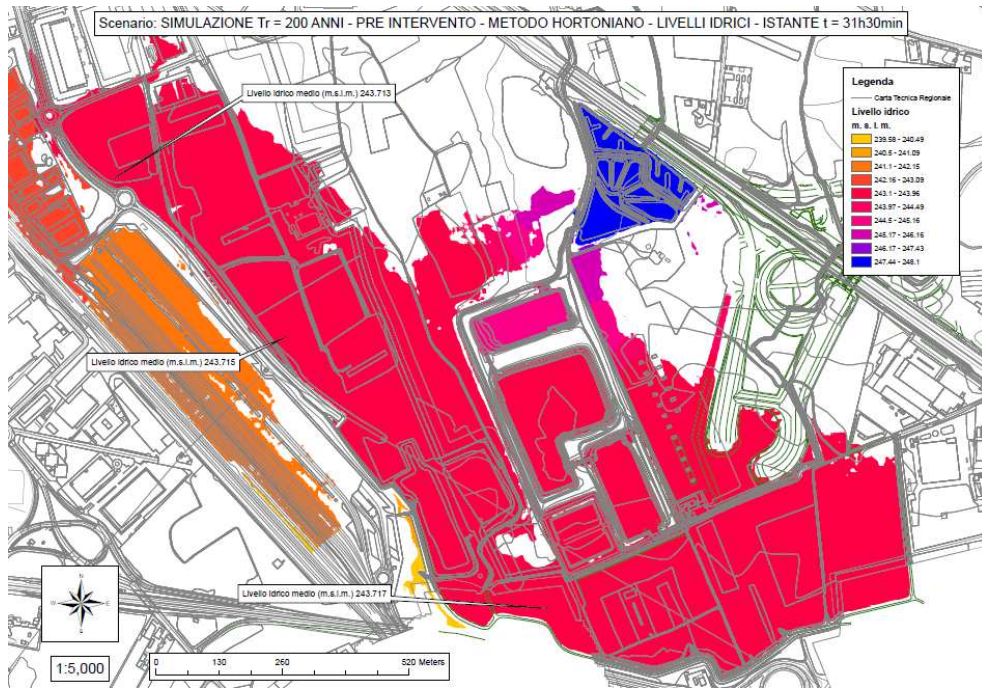 Scenario: SIMULAZIONE Tr = 200 ANNI - PRE INTERVENTO - METODO HORTONIANO - LIVELLI IDRICI - ISTANTE t = 31h30min
Livello idrico medio (m.s.l.m.) 243.713
Legenda
Carta Tecnica Regionale
Livello idrico
m. s. l. m.
239.58 - 240.49
240.5 - 241.09
241.1 - 242.15
242.16 - 243.09
243.1 - 243.96
243.97 - 244.49
244.5 - 245.16
245.17 - 246.16
246.17 - 247.43
247.44 - 248.1
Livello idrico medio (m.s.l.m.) 243.715
Livello idrico medio (m.s.l.m.) 243.717
N
W
E
S
1:5,000
0 130 260 520 Meters